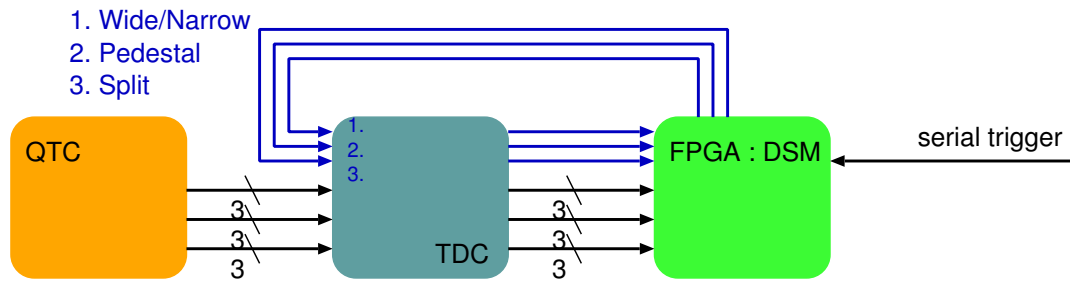 1. Wide/Narrow
2. Pedestal
3. Split
QTC
1.
2.
3.
TDC
FPGA : DSM
serial trigger
3
3
3
3
3
3